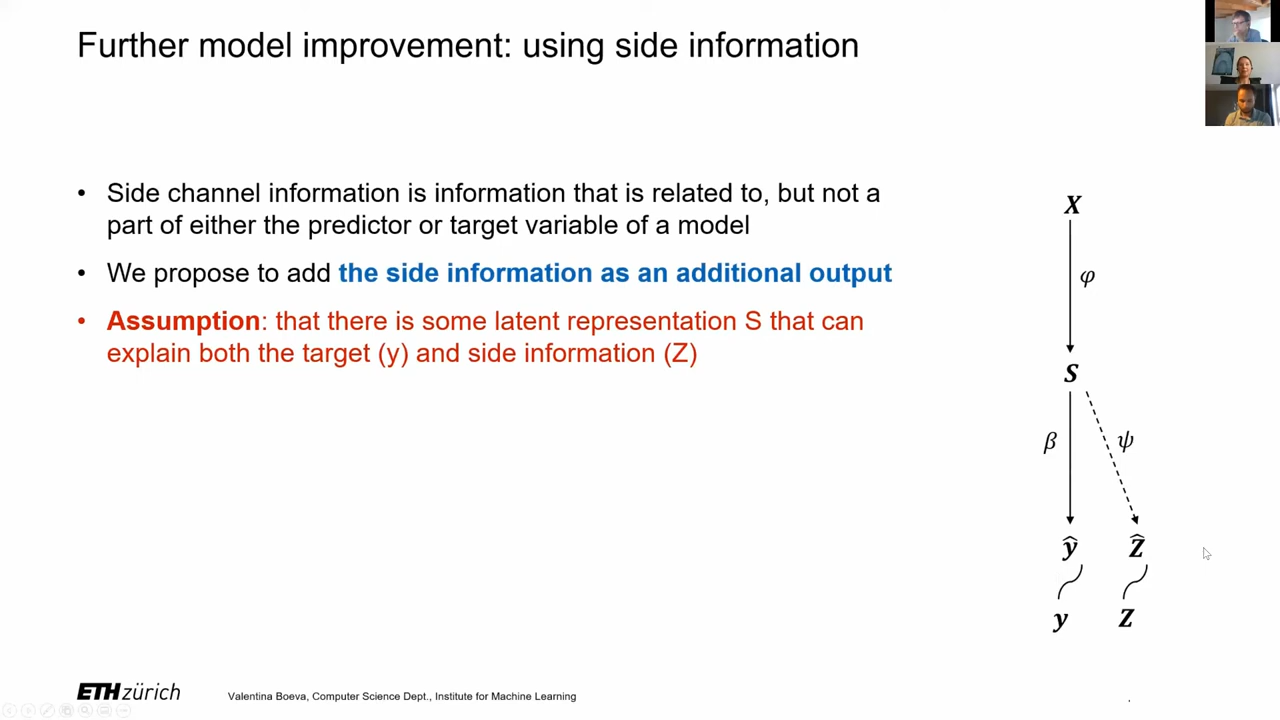 Further model improvement: using side information
• Side channel information is information that is related to, but not a
part of either the predictor or target variable of a model
• We propose to add the side information as an additional output
• Assumption: that there is some latent representation S that can
explain both the target (y) and side information (Z)
X
φ
S
β ψ
ŷ Ẑ
y Z
ETH zürich
Valentina Boeva, Computer Science Dept., Institute for Machine Learning